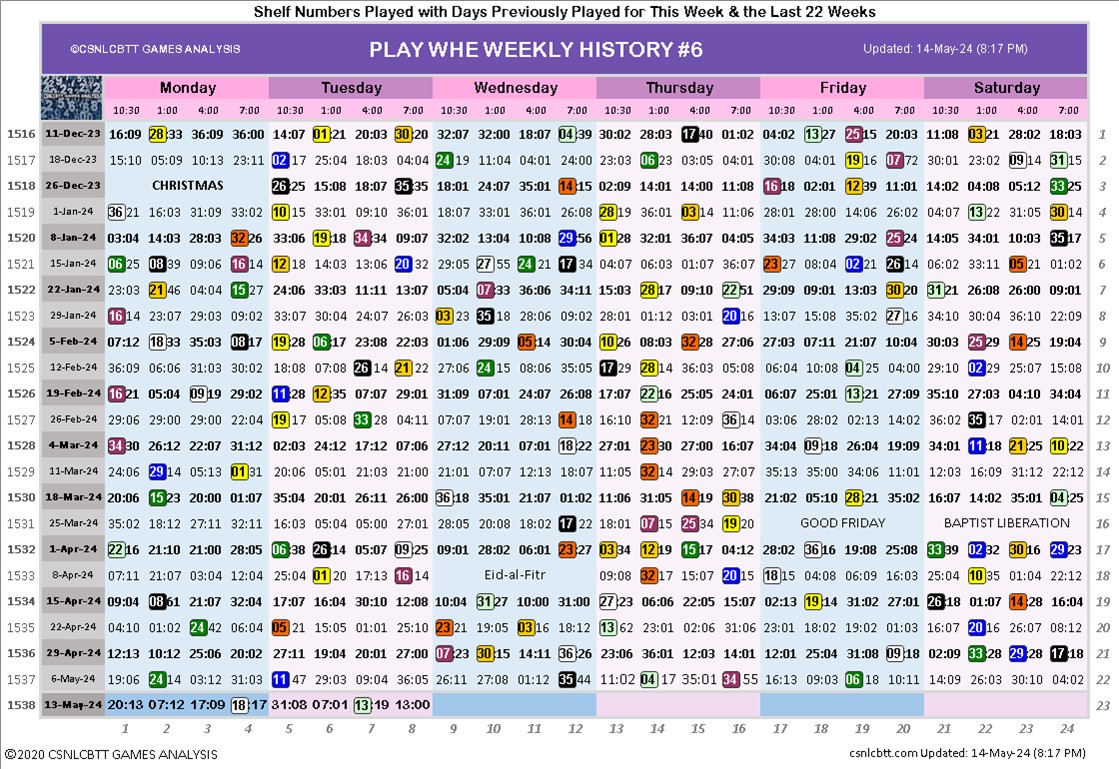 Shelf Numbers Played with Days Previously Played for This Week & the Last 22 Weeks
©CSNLCBTT GAMES ANALYSIS PLAY WHE WEEKLY HISTORY #6 Updated: 14-May-24 (8:17 PM)
Monday Tuesday Wednesday Thursday Friday Saturday
10:30 1:00 4:00 7:00 10:30 1:00 4:00 7:00 10:30 1:00 4:00 7:00 10:30 1:00 4:00 7:00 10:30 1:00 4:00 7:00 10:30 1:00 4:00 7:00
1516 11-Dec-23 16:09 28:33 36:09 36:00 14:07 01:21 20:03 30:20 32:07 32:00 18:07 04:39 30:02 28:03 17:40 01:02 04:02 13:27 25:15 20:03 11:08 03:21 28:02 18:03 1
1517 18-Dec-23 15:10 05:09 10:13 23:11 02:17 25:04 18:03 04:04 24:19 11:04 04:01 24:00 23:03 06:23 03:05 04:01 30:08 04:01 19:16 07:72 30:01 23:02 09:14 31:15 2
1518 26-Dec-23 CHRISTMAS 26:25 15:08 18:07 35:35 18:01 24:07 35:01 14:15 02:09 14:01 14:00 11:08 16:18 02:01 12:39 11:01 14:02 04:08 05:12 33:25 3
1519 1-Jan-24 36:21 16:03 31:09 33:02 10:15 33:01 09:10 36:01 18:07 33:01 36:01 26:08 28:19 36:01 03:14 11:06 28:01 28:00 14:06 26:02 04:07 13:22 31:05 30:14 4
1520 8-Jan-24 03:04 14:03 28:03 32:26 33:06 19:18 34:34 09:07 32:02 13:04 10:08 29:56 01:28 32:01 36:07 04:05 34:03 11:08 29:02 25:24 14:05 34:01 10:03 35:17 5
1521 15-Jan-24 06:25 08:39 09:06 16:14 12:18 14:03 13:06 20:32 29:05 27:55 24:21 17:34 04:07 06:03 01:07 36:07 23:27 08:04 02:21 26:14 06:02 33:11 05:21 01:02 6
1522 22-Jan-24 23:03 21:46 04:04 15:27 24:06 33:03 11:11 13:07 05:04 07:33 36:06 34:11 15:03 28:17 09:10 22:51 29:09 09:01 13:03 30:20 21:21 26:08 26:00 09:01 7
1523 29-Jan-24 16:14 23:07 29:03 09:02 33:07 30:04 24:07 26:03 03:23 35:18 28:06 09:02 28:01 01:12 03:01 20:16 13:07 15:08 35:02 27:16 34:10 30:04 36:10 22:09 8
1524 5-Feb-24 07:12 18:33 35:03 08:17 19:28 06:17 23:08 22:03 01:06 29:09 05:14 30:04 10:26 08:03 32:28 27:06 27:03 07:11 21:07 10:04 30:03 25:29 14:25 19:04 9
1525 12-Feb-24 36:09 06:06 31:03 30:02 18:08 07:08 26:14 21:22 27:06 24:15 08:06 35:05 17:29 28:14 03:05 08:06 06:04 10:08 04:25 04:00 29:10 02:29 25:07 15:08 10
1526 19-Feb-24 16:21 05:04 09:19 29:02 11:28 12:35 07:07 27:03 31:09 07:01 24:07 26:08 17:07 22:16 25:05 24:01 06:07 25:01 13:21 27:09 35:10 27:03 04:10 34:04 11
1527 26-Feb-24 29:06 29:00 29:00 22:04 19:17 05:08 33:28 04:11 07:07 19:01 28:13 14:18 16:10 32:21 12:09 36:14 03:06 28:02 02:13 14:02 36:02 35:17 02:01 14:01 12
1528 4-Mar-24 34:30 26:12 22:07 31:12 02:03 24:12 17:12 07:06 27:12 20:11 07:01 18:22 27:01 23:30 27:00 16:07 34:04 09:18 26:04 19:09 34:01 11:18 21:25 10:22 13
1529 11-Mar-24 24:06 29:14 05:13 01:31 20:06 05:01 21:03 21:00 21:01 07:07 12:13 18:07 11:05 32:14 29:03 27:07 35:13 35:00 14:06 11:01 12:03 16:09 31:12 22:12 14
1530 18-Mar-24 20:06 15:23 20:00 01:07 35:04 20:01 26:11 26:00 36:18 35:01 21:07 01:02 11:06 31:05 14:19 30:38 21:02 05:10 28:21 35:02 16:07 14:02 35:01 04:25 15
1531 25-Mar-24 35:02 18:12 27:11 32:11 16:03 05:04 05:00 27:01 28:05 20:08 18:02 17:22 18:01 07:15 25:34 19:20 GOOD FRIDAY BAPTIST LIBERATION 16
1532 1-Apr-24 22:16 21:10 21:00 28:05 06:38 26:14 05:07 09:25 09:01 28:02 06:01 23:27 03:34 12:19 15:17 04:12 28:02 36:16 19:08 25:08 33:39 02:32 30:16 29:23 17
1533 8-Apr-24 07:11 21:07 03:04 12:04 25:04 01:20 17:13 16:14 Eid-al-Fitr 09:08 32:17 15:07 20:15 18:15 04:08 06:09 16:03 25:04 10:35 01:04 22:12 18
1534 15-Apr-24 09:04 08:61 21:07 32:04 17:07 16:04 30:10 12:08 10:04 31:27 10:00 31:00 27:23 06:06 22:05 15:07 02:13 19:14 31:02 27:01 26:18 01:07 14:28 16:04 19
1535 22-Apr-24 04:10 01:02 24:42 06:04 05:21 15:05 01:01 25:10 23:21 19:05 03:16 18:12 13:62 23:01 02:06 31:06 23:01 18:02 19:02 12:03 16:07 20:16 26:07 08:12 20
1536 29-Apr-24 12:13 10:12 25:06 20:02 27:11 19:04 20:01 27:00 07:23 30:15 14:11 36:26 23:06 36:01 12:03 14:01 12:01 25:04 31:08 09:18 02:09 33:28 29:28 17:18 21
1537 6-May-24 19:06 24:14 03:12 31:03 11:47 29:03 09:04 36:05 26:11 27:08 01:12 35:44 11:02 04:17 35:01 34:55 16:13 09:03 06:18 10:11 14:09 26:03 30:10 04:02 22
1538 13-May-24 20:13 07:12 17:09 18:17 31:08 07:01 13:19 13:00 23
1 2 3 4 5 6 7 8 9 10 11 12 13 14 15 16 17 18 19 20 21 22 23 24
©2020 CSNLCBTT GAMES ANALYSIS csnlcbtt.com Updated: 14-May-24 (8:17 PM)